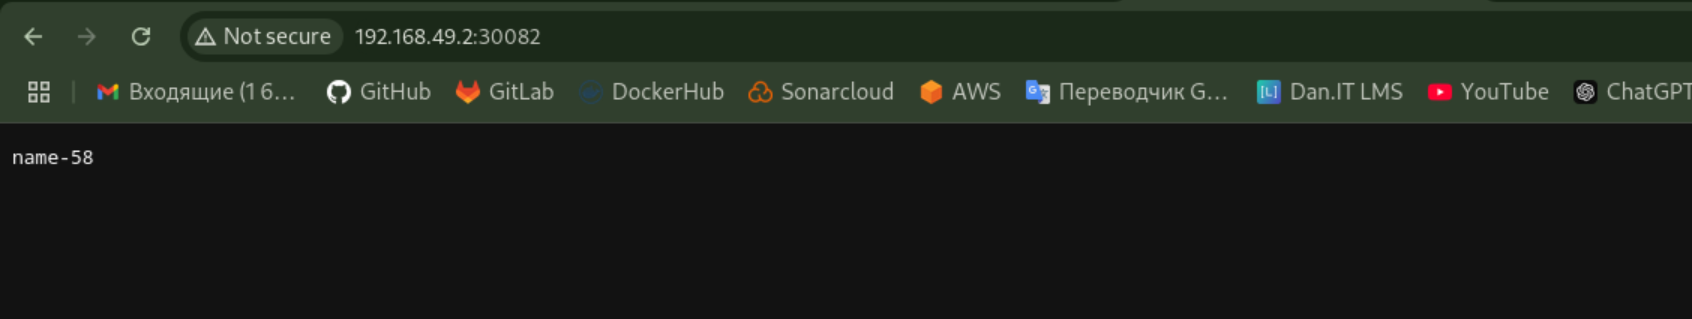 Not secure 192.168.49.2:30082
Входящие (1 6... GitHub GitLab DockerHub Sonarcloud AWS Переводчик G... Dan.IT LMS YouTube ChatGPT
name-58